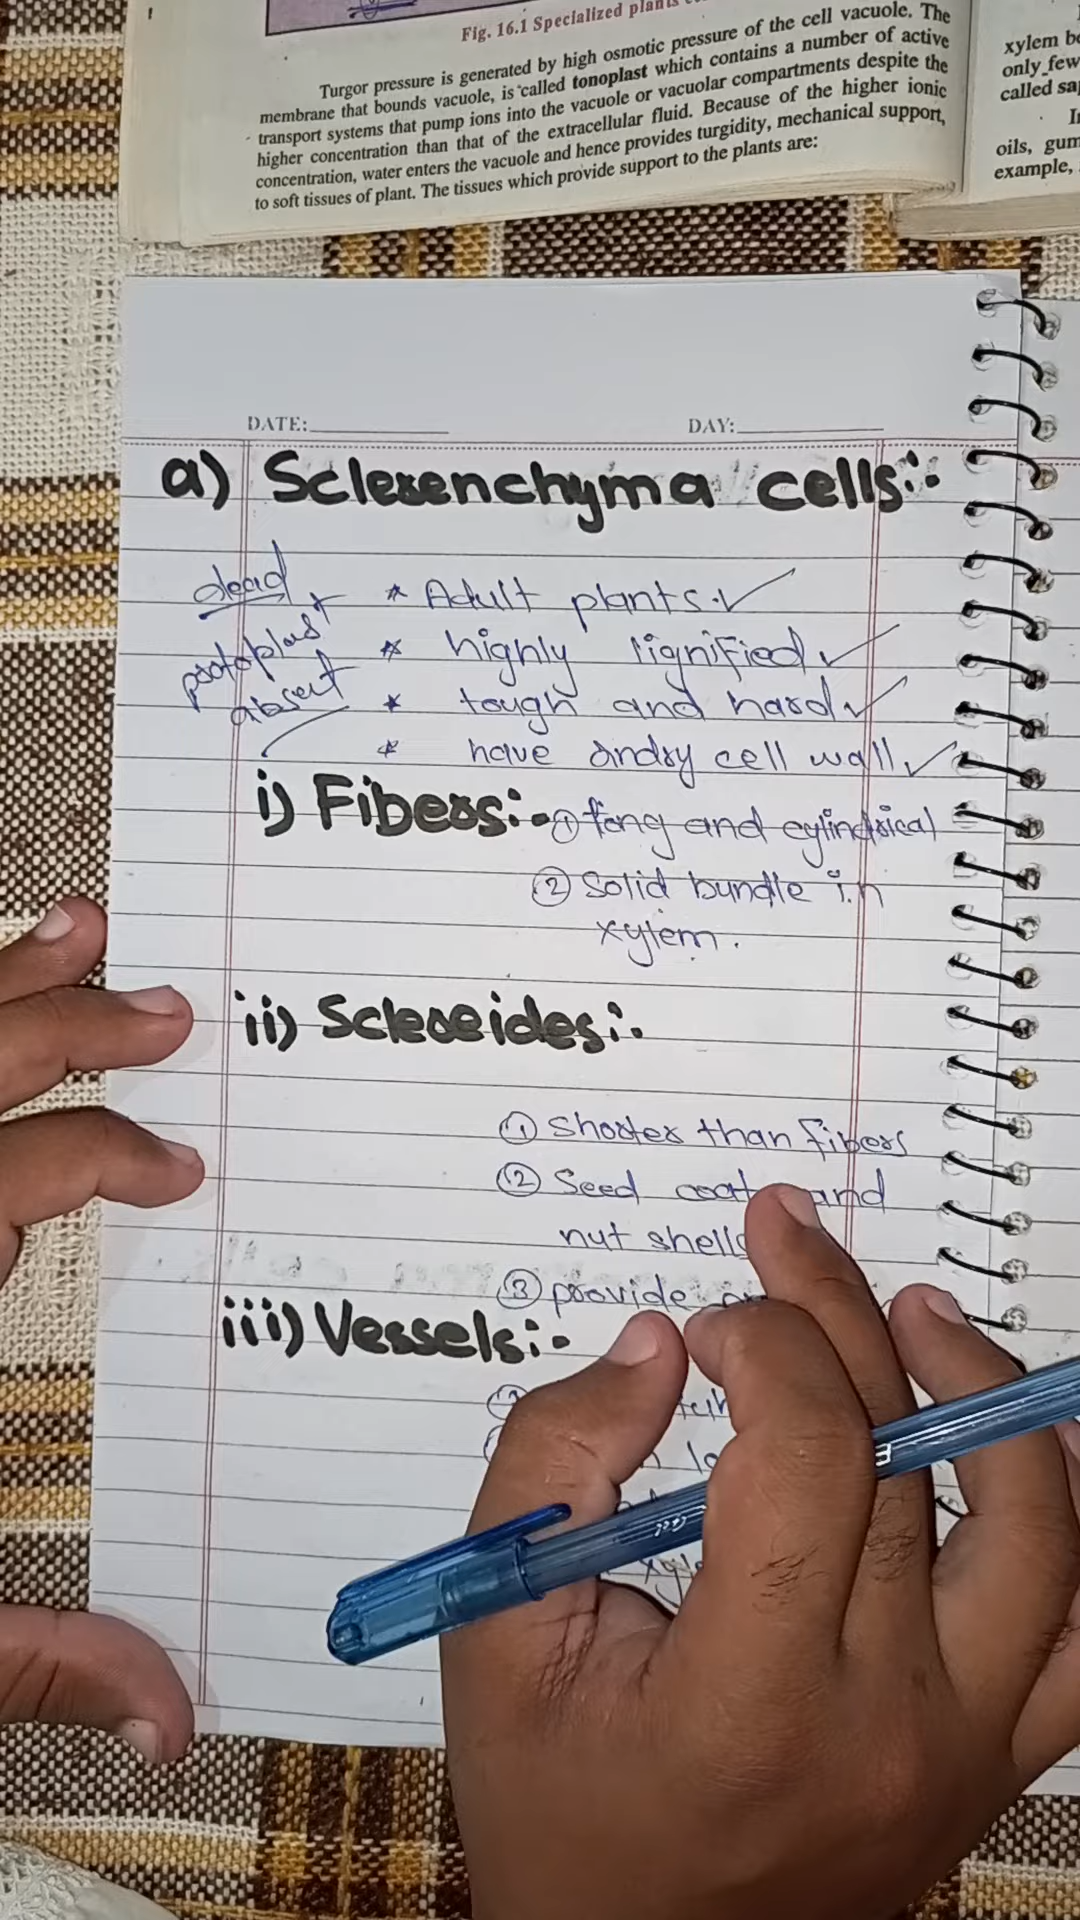 Fig. 16.1 Specialized plants
Turgor pressure is generated by high osmotic pressure of the cell vacuole. The
membrane that bounds vacuole, is called tonoplast which contains a number of active
transport systems that pump ions into the vacuole or vacuolar compartments despite the
higher concentration than that of the extracellular fluid. Because of the higher ionic
concentration, water enters the vacuole and hence provides turgidity, mechanical support,
to soft tissues of plant. The tissues which provide support to the plants are:
xylem
only few
called
oils, gum
example,
DATE:
DAY:
a) Sclerenchyma cells:-
dead
* Adult plants.
protoplast
* highly lignified
absent
* tough and hard
* have andry cell wall
i) Fibers:- ① long and cylindrical
② Solid bundle in
xylem.
ii) Sclereides:-
① Shorter than fibers
② Seed coat and
nut shells
③ provide
iii) Vessels:-